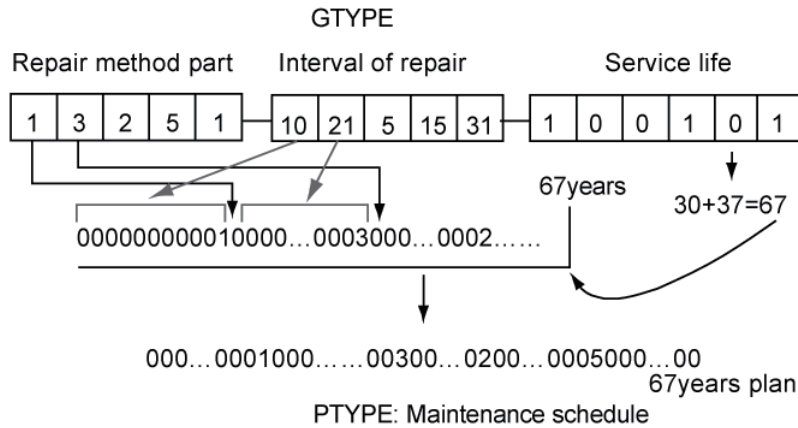 GTYPE
Repair method part Interval of repair Service life
1 3 2 5 1 10 21 5 15 31 1 0 0 1 0 1
67years
30+37=67
0000000000010000...0003000...0002......
000...0001000......00300...0200...0005000...00
67years plan
PTYPE: Maintenance schedule